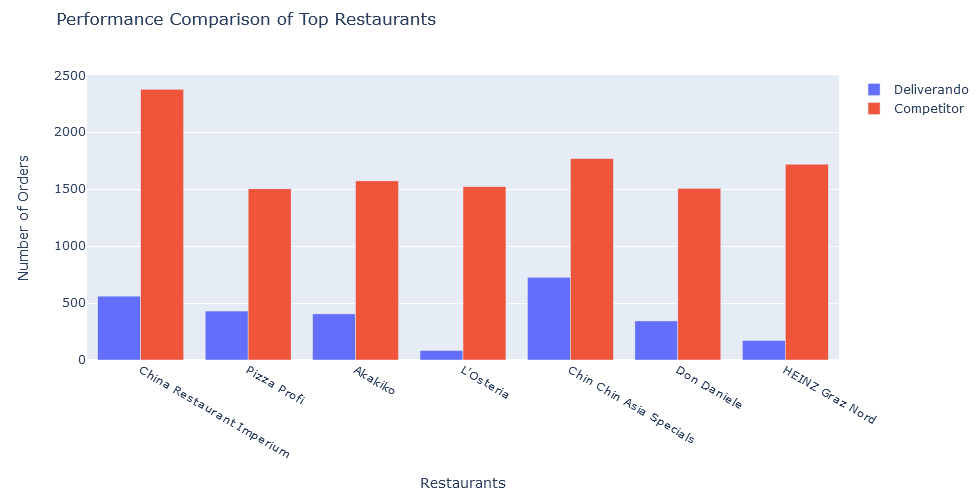 Performance Comparison of Top Restaurants
Deliverando
Competitor
Number of Orders
2500
2000
1500
1000
500
0
China Restaurant Imperium
Pizza Profi
Akakiko
L'Osteria
Chin Chin Asia Specials
Don Daniele
HEINZ Graz Nord
Restaurants